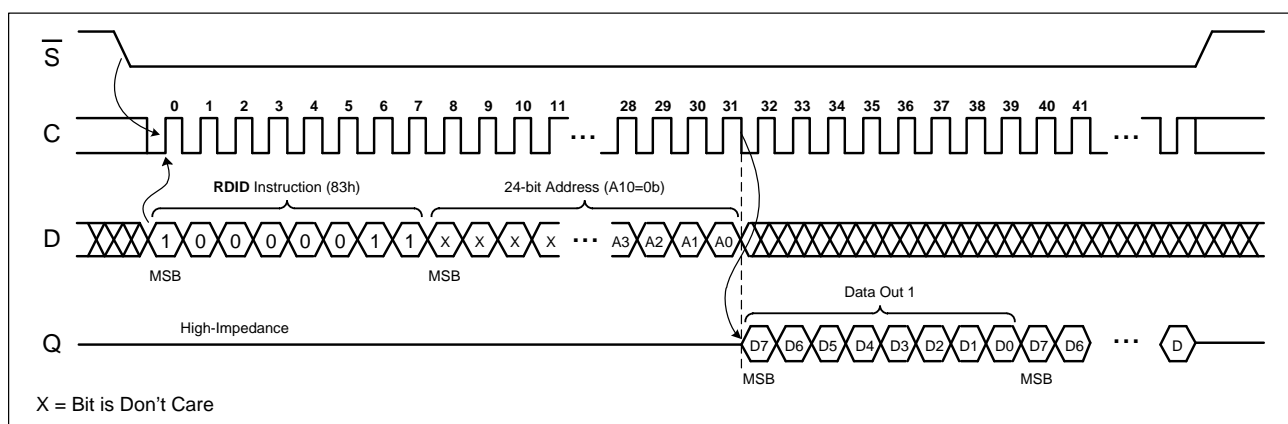 S
0 1 2 3 4 5 6 7 8 9 10 11 28 29 30 31 32 33 34 35 36 37 38 39 40 41
C ... ...
RDID Instruction (83h) 24-bit Address (A10=0b)
D 1 0 0 0 0 0 1 1 X X X X ... A3 A2 A1 A0
MSB MSB
Data Out 1
High-Impedance
Q D7 D6 D5 D4 D3 D2 D1 D0 D7 D6 ... D
MSB MSB
X = Bit is Don't Care